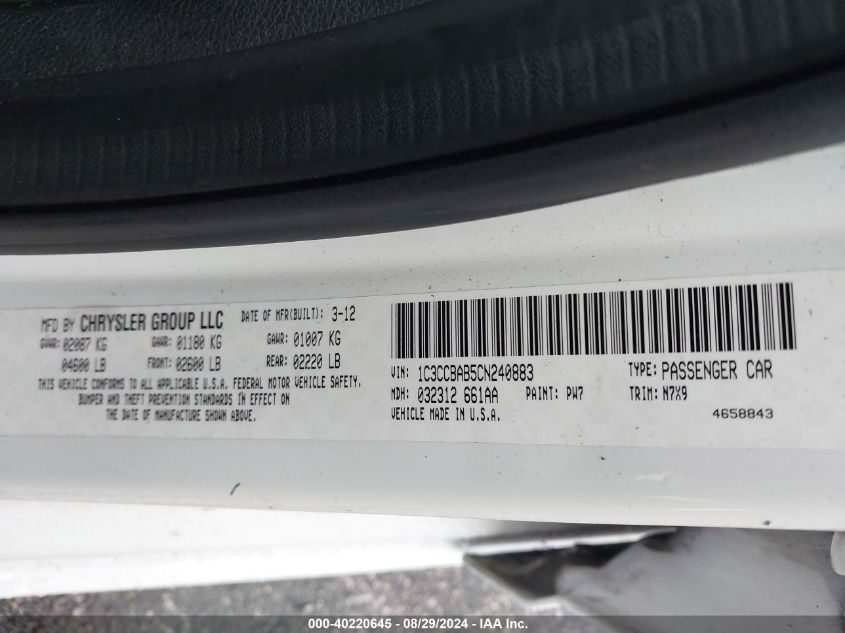 MFD BY CHRYSLER GROUP LLC DATE OF MFR(BUILT): 3-12
GVWR: 02087 KG GAWR: 01180 KG GAWR: 01007 KG
04600 LB FRONT: 02600 LB REAR: 02220 LB
THIS VEHICLE CONFORMS TO ALL APPLICABLE U.S.A. FEDERAL MOTOR VEHICLE SAFETY,
BUMPER AND THEFT PREVENTION STANDARDS IN EFFECT ON
THE DATE OF MANUFACTURE SHOWN ABOVE.
VIN: 1C3CCBAB5CN240883 TYPE: PASSENGER CAR
MDH: 032312 661AA PAINT: PW7 TRIM: N7X9
VEHICLE MADE IN U.S.A.
4658843
000-40220645 - 08/29/2024 - IAA Inc.